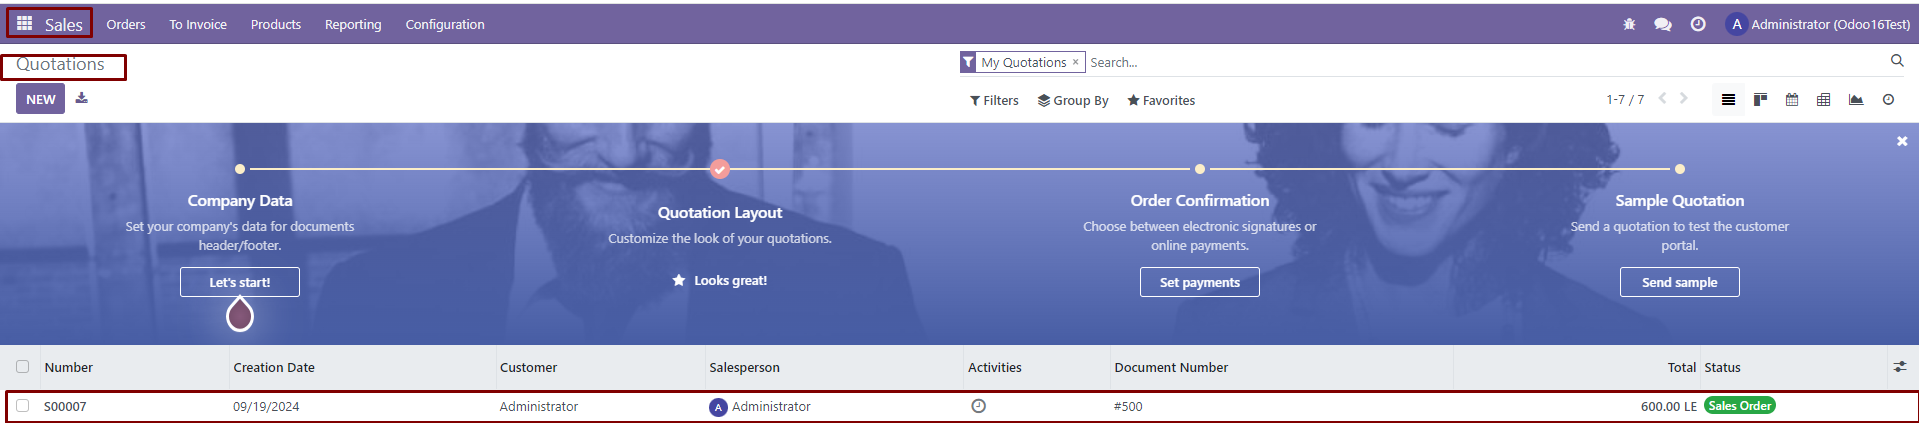 Sales Orders To Invoice Products Reporting Configuration A Administrator (Odoo16Test)
Quotations My Quotations × Search...
NEW Filters Group By Favorites 1-7 / 7
Company Data
Set your company's data for documents
header/footer.
Let's start!
Quotation Layout
Customize the look of your quotations.
Looks great!
Order Confirmation
Choose between electronic signatures or
online payments.
Set payments
Sample Quotation
Send a quotation to test the customer
portal.
Send sample
Number Creation Date Customer Salesperson Activities Document Number Total Status
S00007 09/19/2024 Administrator A Administrator #500 600.00 LE Sales Order